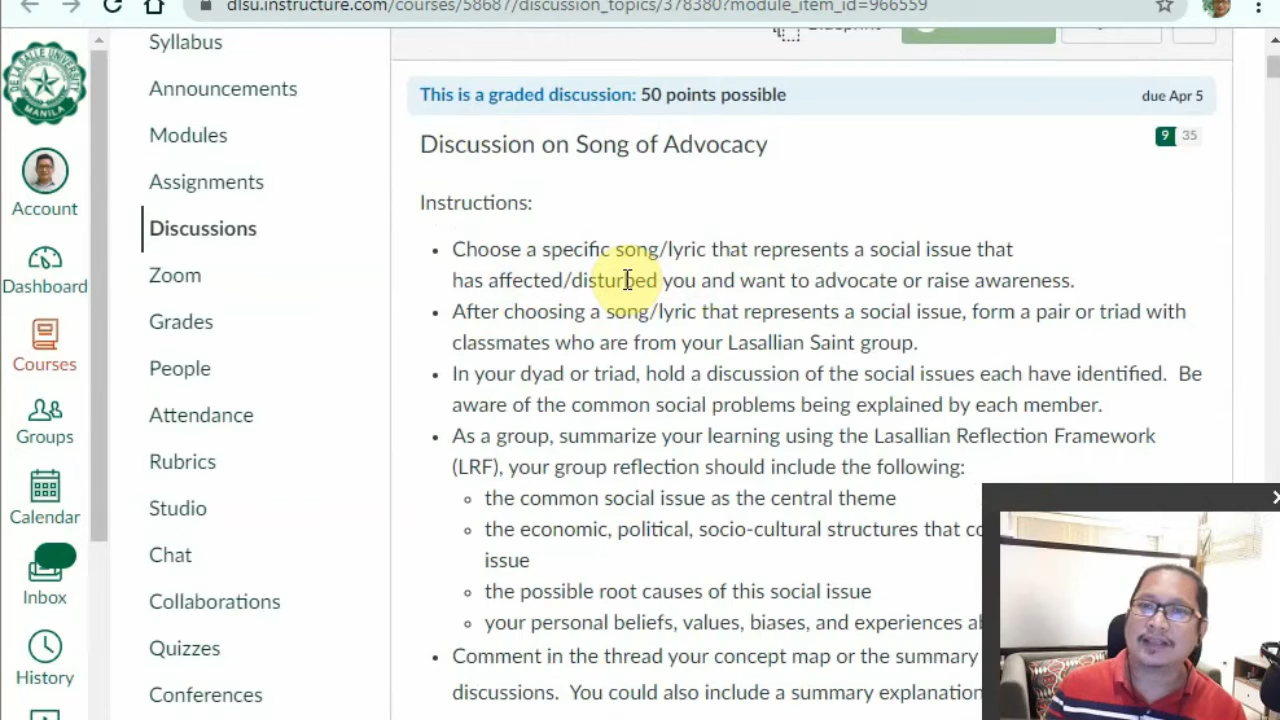 dlsu.instructure.com/courses/58687/discussion_topics/378380?module_item_id=966559
DE LA SALLE UNIVERSITY
MANILA
Account
Dashboard
Courses
Groups
Calendar
Inbox
History
Syllabus
Announcements
Modules
Assignments
Discussions
Zoom
Grades
People
Attendance
Rubrics
Studio
Chat
Collaborations
Quizzes
Conferences
This is a graded discussion: 50 points possible
due Apr 5
Discussion on Song of Advocacy
9 35
Instructions:
Choose a specific song/lyric that represents a social issue that
has affected/disturbed you and want to advocate or raise awareness.
After choosing a song/lyric that represents a social issue, form a pair or triad with
classmates who are from your Lasallian Saint group.
In your dyad or triad, hold a discussion of the social issues each have identified. Be
aware of the common social problems being explained by each member.
As a group, summarize your learning using the Lasallian Reflection Framework
(LRF), your group reflection should include the following:
the common social issue as the central theme
the economic, political, socio-cultural structures that
issue
the possible root causes of this social issue
your personal beliefs, values, biases, and experiences
Comment in the thread your concept map or the summary
discussions. You could also include a summary explanation